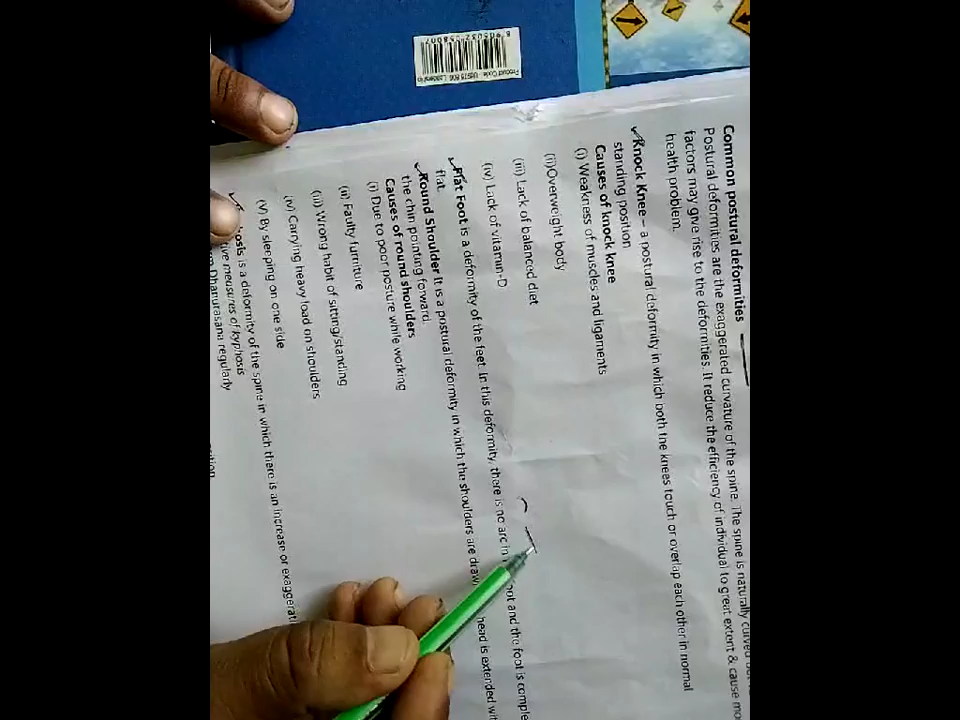 Common postural deformities
Postural deformities are the exaggerated curvature of the spine. The spine is naturally curved but
factors may give rise to the deformities. It reduce the efficiency of individual to great extent & cause
health problem.
Knock Knee – a postural deformity in which both the knees touch or overlap each other in normal
standing position
Causes of knock knee
(i) Weakness of muscles and ligaments
(ii)Overweight body
(iii) Lack of balanced diet
(iv) Lack of vitamin-D
Flat Foot is a deformity of the feet. In this deformity, there is no arc in and the foot is
flat.
Round Shoulder It is a postural deformity in which the shoulders are head is extended
the chin pointing forward.
Causes of round shoulders
(i) Due to poor posture while working
(ii) Faulty furniture
(iii) Wrong habit of sitting/standing
(iv) Carrying heavy load on shoulders
(V) By sleeping on one side
is a deformity of the spine in which there is an increase or
measures of kyphosis
Dhanurasana regularly